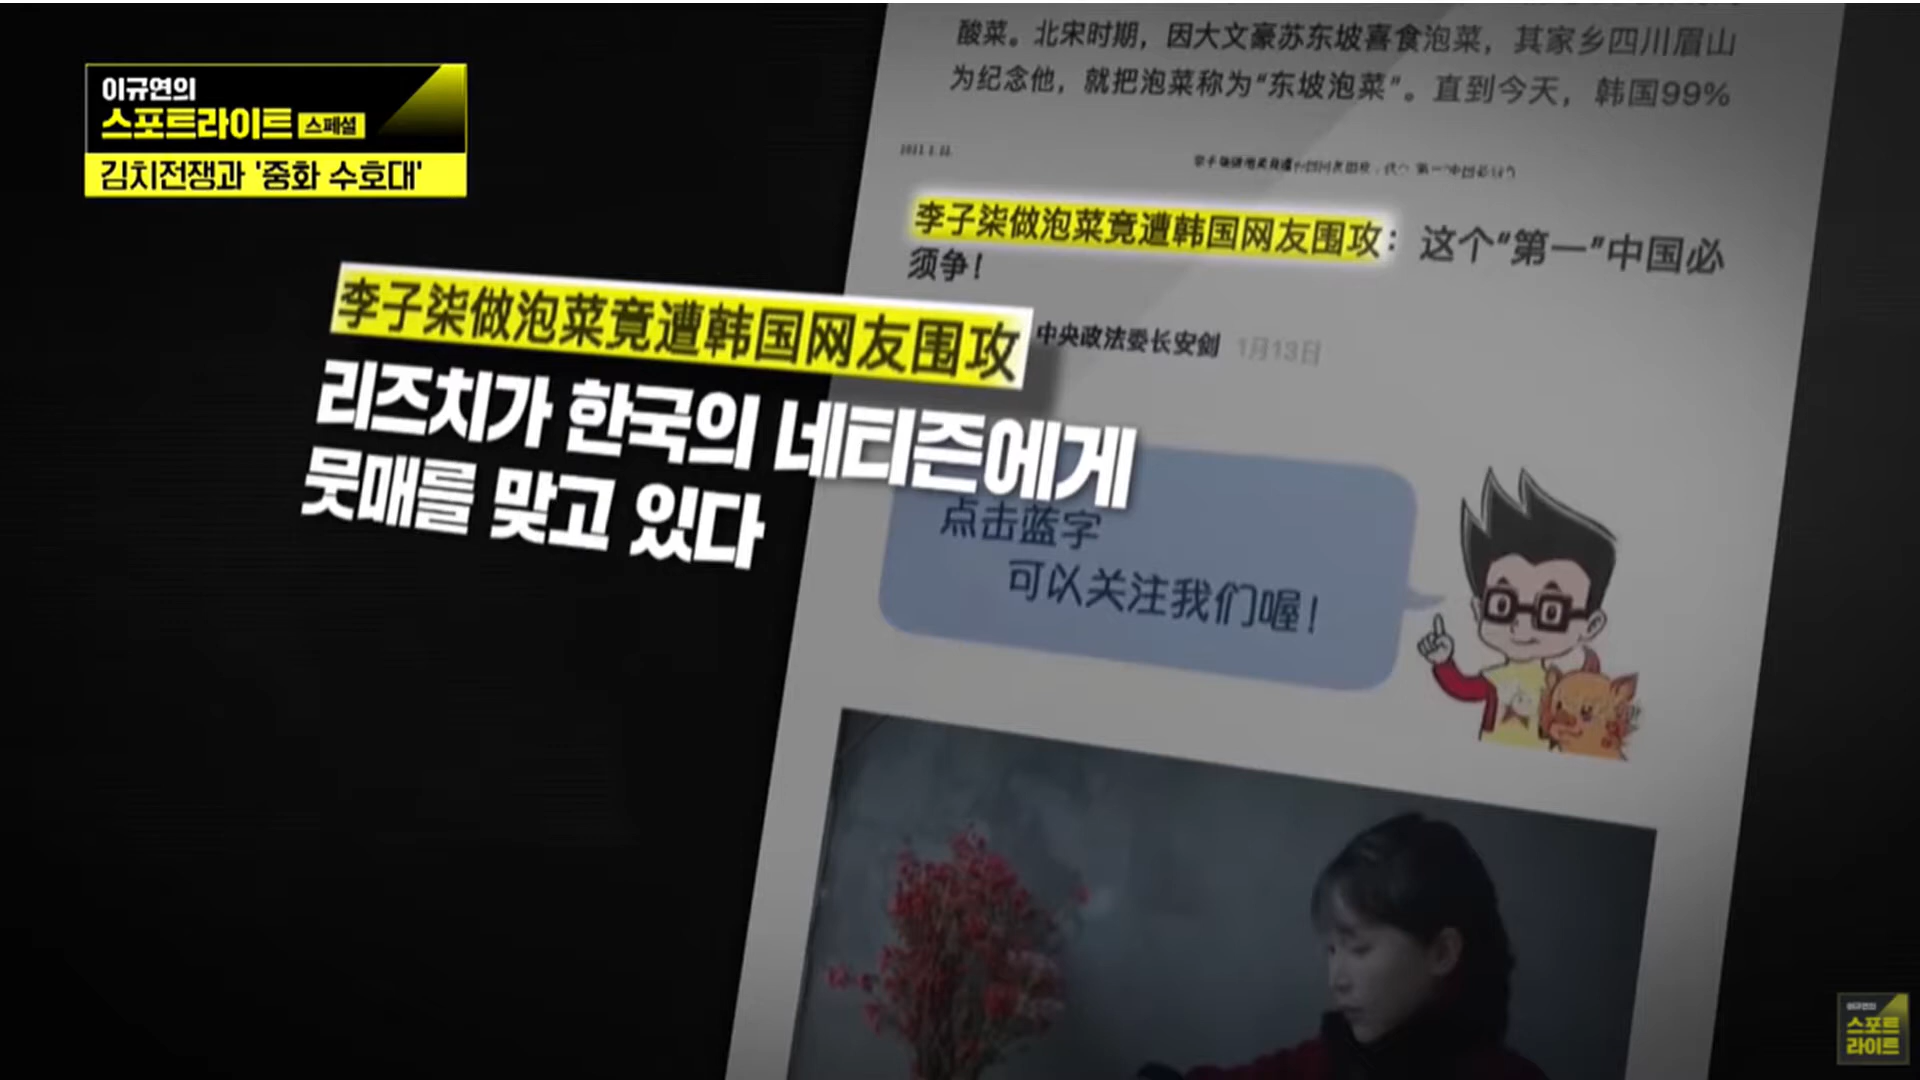 이규연의
스포트라이트 스페셜
김치전쟁과 '중화 수호대'
酸菜。北宋时期，因大文豪苏东坡喜食泡菜，其家乡四川眉山
为纪念他，就把泡菜称为“东坡泡菜”。直到今天，韩国99%
李子柒做泡菜竟遭韩国网友围攻：这个“第一”中国必
须争！
李子柒做泡菜竟遭韩国网友围攻
中央政法委长安剑 1月13日
리즈치가 한국의 네티즌에게
뭇매를 맞고 있다
点击蓝字
可以关注我们喔！
이규연의
스포트
라이트